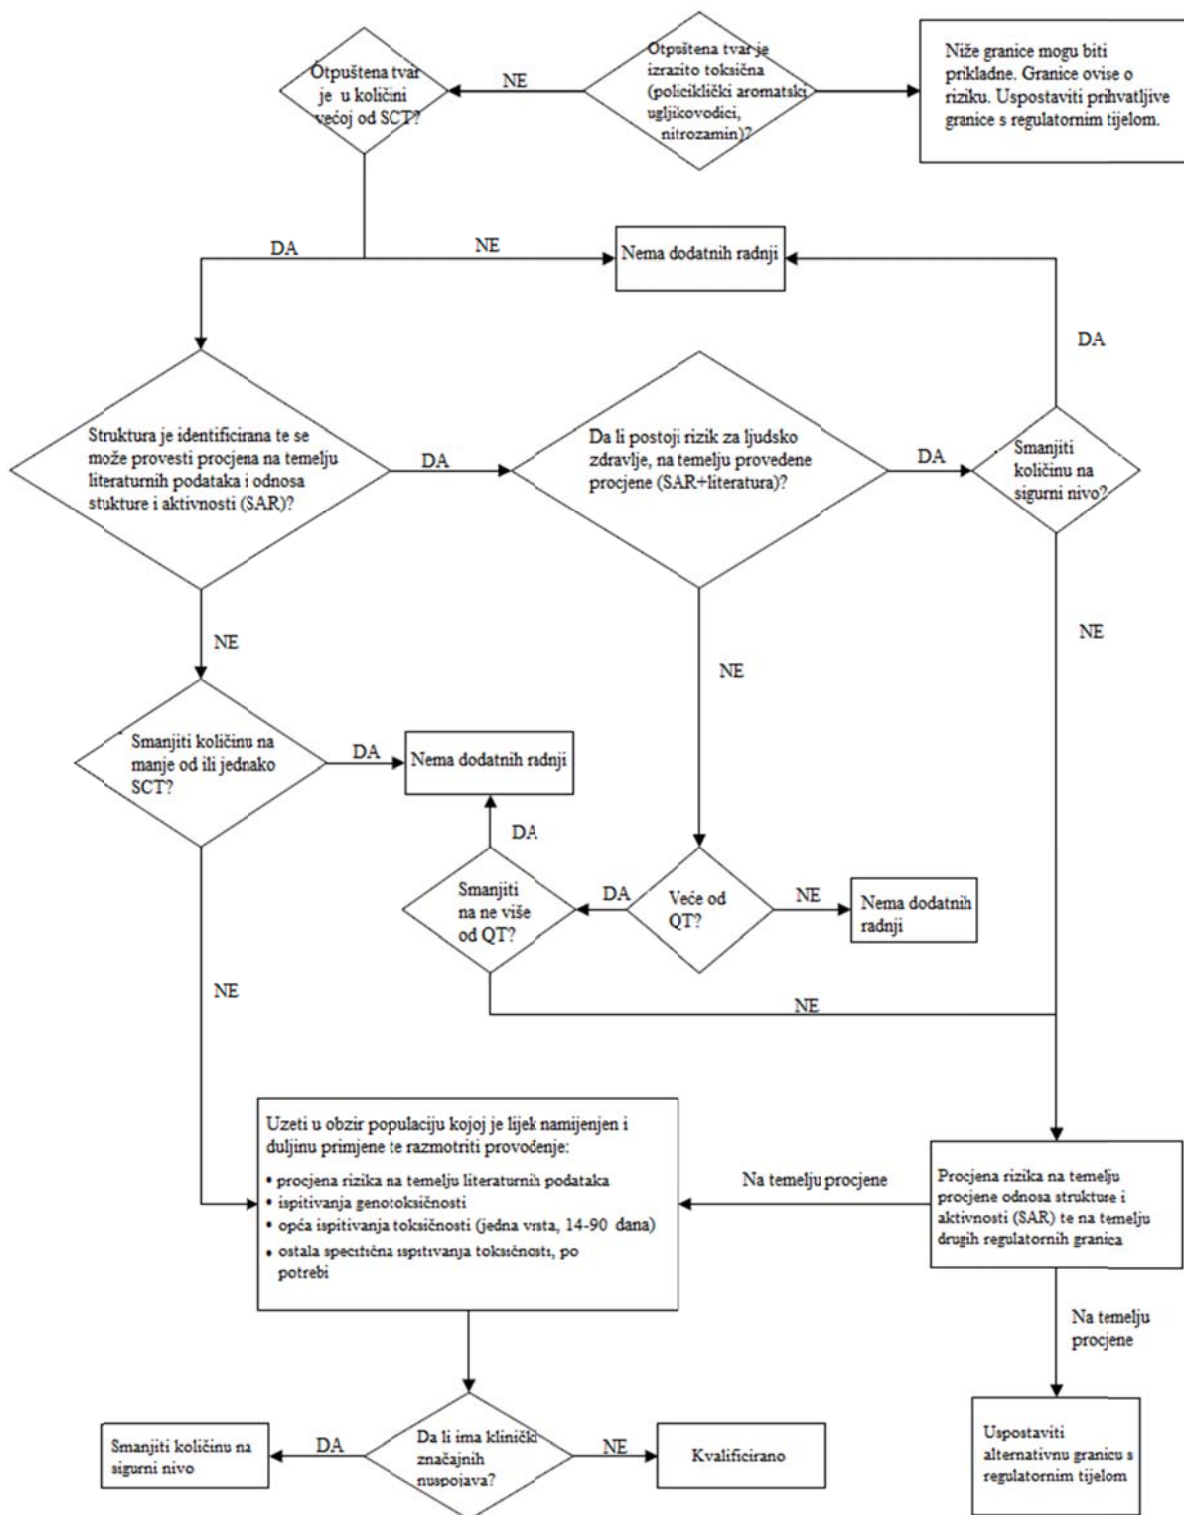 Otpuštena tvar
je u količini
većoj od SCT?
NE
Otpuštena tvar je
izrazito toksična
(policiklički aromatski
ugljikovodici,
nitrozamin)?
Niže granice mogu biti
prikladne. Granice ovise o
riziku. Uspostaviti prihvatljive
granice s regulatornim tijelom.
DA
NE
Nema dodatnih radnji
DA
Struktura je identificirana te se
može provesti procjena na temelju
literaturnih podataka i odnosa
stukture i aktivnosti (SAR)?
DA
Da li postoji rizik za ljudsko
zdravlje, na temelju provedene
procjene (SAR+literatura)?
DA
Smanjiti
količinu na
sigurni nivo?
NE
NE
NE
Smanjiti količinu na
manje od ili jednako
SCT?
DA
Nema dodatnih radnji
DA
Smanjiti
na ne više
od QT?
DA
Veće od
QT?
NE
Nema dodatnih
radnji
NE
NE
Uzeti u obzir populaciju kojoj je lijek namijenjen i
duljinu primjene te razmotriti provođenje:
• procjena rizika na temelju literaturnih podataka
• ispitivanja genotoksičnosti
• opća ispitivanja toksičnosti (jedna vrsta, 14-90 dana)
• ostala specifična ispitivanja toksičnosti, po
potrebi
Na temelju procjene
Procjena rizika na temelju
procjene odnosa strukture i
aktivnosti (SAR) te na temelju
drugih regulatornih granica
Na temelju
procjene
Smanjiti količinu na
sigurni nivo
DA
Da li ima klinički
značajnih
nuspojava?
NE
Kvalificirano
Uspostaviti
alternativnu granicu s
regulatornim tijelom